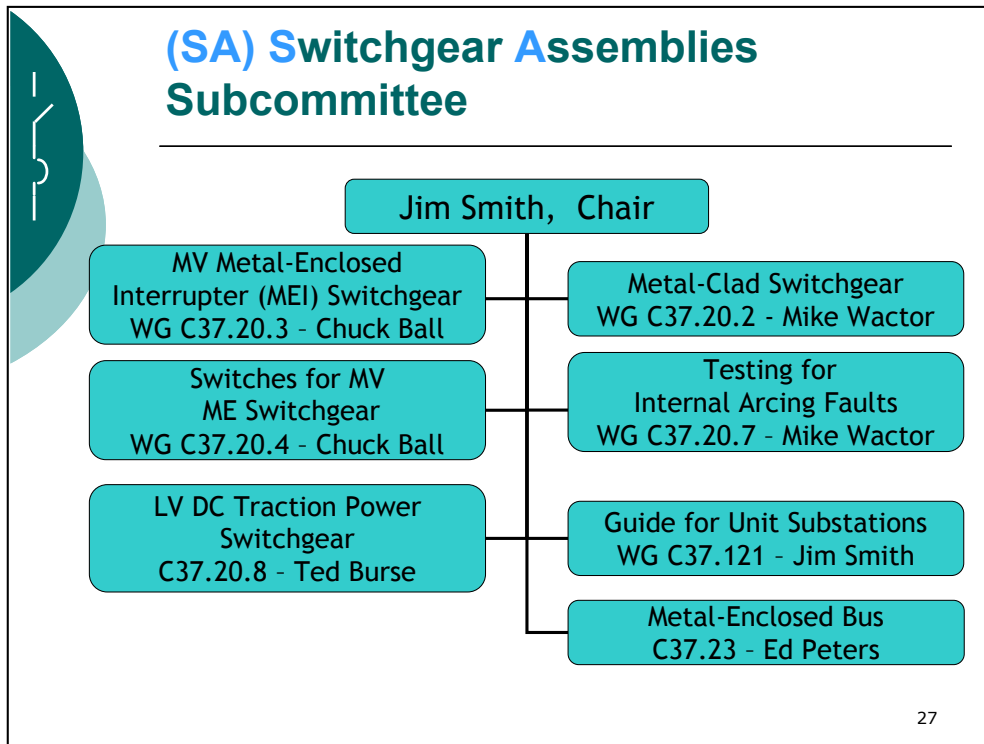 (SA) Switchgear Assemblies
Subcommittee
Jim Smith, Chair
MV Metal-Enclosed
Interrupter (MEI) Switchgear
WG C37.20.3 – Chuck Ball
Metal-Clad Switchgear
WG C37.20.2 - Mike Wactor
Switches for MV
ME Switchgear
WG C37.20.4 – Chuck Ball
Testing for
Internal Arcing Faults
WG C37.20.7 – Mike Wactor
LV DC Traction Power
Switchgear
C37.20.8 – Ted Burse
Guide for Unit Substations
WG C37.121 – Jim Smith
Metal-Enclosed Bus
C37.23 – Ed Peters
27